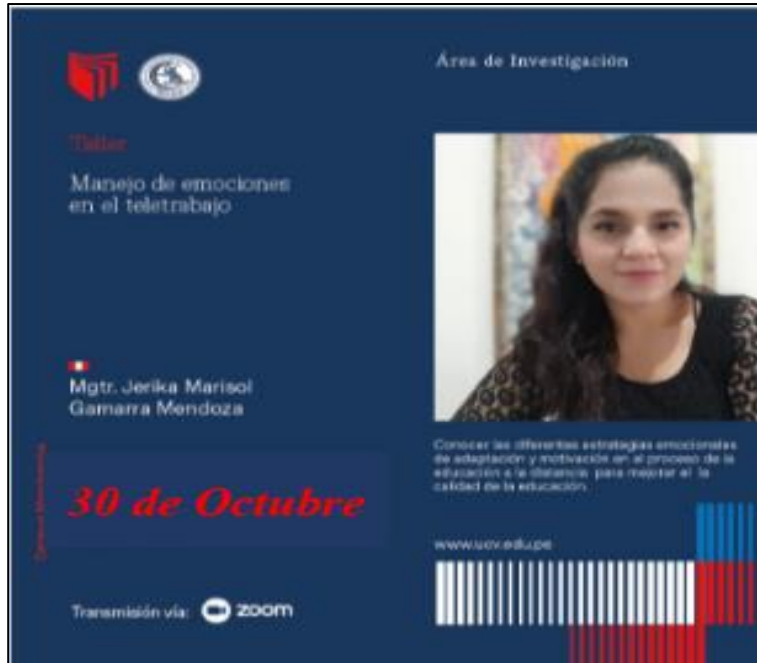 Área de Investigación
Taller
Manejo de emociones
en el teletrabajo
Mgtr. Jerika Marisol
Gamarra Mendoza
30 de Octubre
Transmisión vía: zoom
Conocer las diferentes estrategias emocionales
de adaptación y motivación en el proceso de la
educación a la distancia para mejorar el la
calidad de la educación.
www.ucv.edu.pe